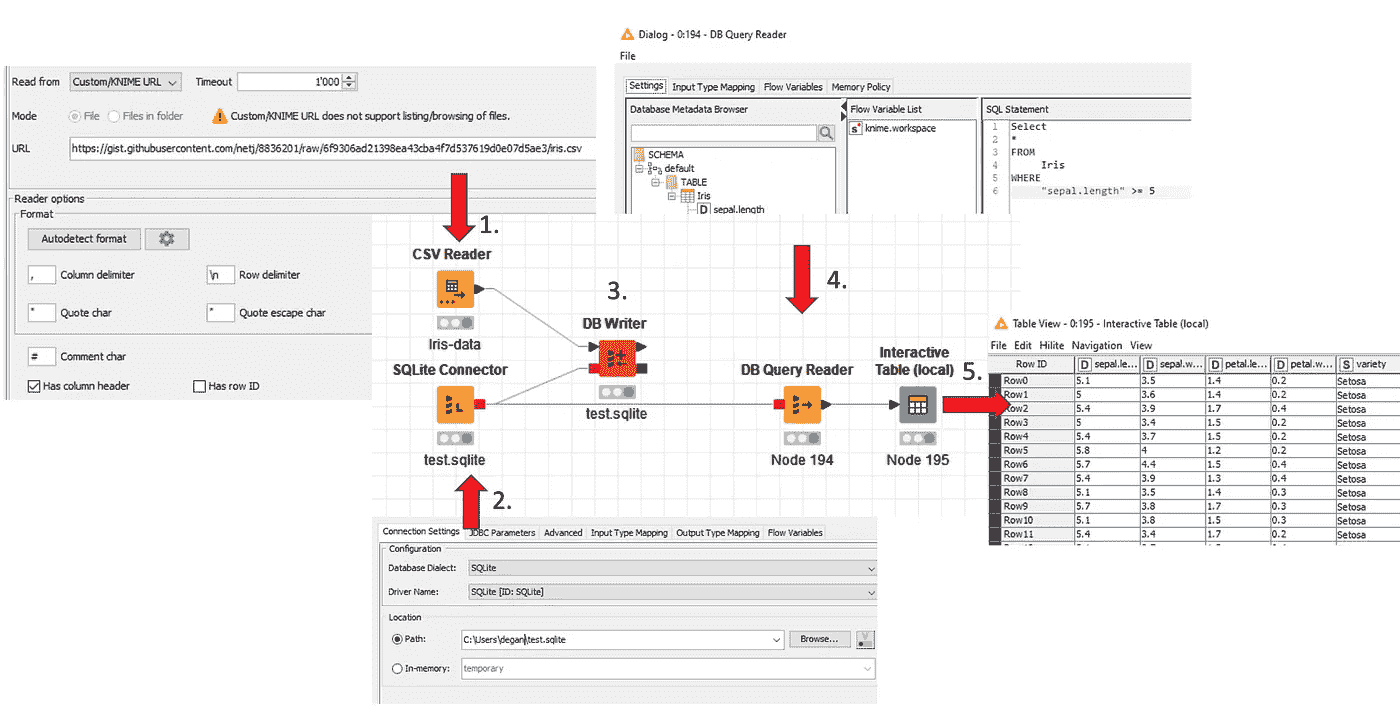 Read from Custom/KNIME URL Timeout 1'000
Mode File Files in folder Custom/KNIME URL does not support listing/browsing of files.
URL https://gist.githubusercontent.com/netj/8836201/raw/6f9306ad21398ea43cba4f7d537619d0e07d5ae3/iris.csv
Reader options
Format
Autodetect format
, Column delimiter \n Row delimiter
" Quote char " Quote escape char
# Comment char
Has column header Has row ID
Dialog - 0:194 - DB Query Reader
File
Settings Input Type Mapping Flow Variables Memory Policy
Database Metadata Browser
SCHEMA
default
TABLE
Iris
D sepal.length
Flow Variable List
s knime.workspace
SQL Statement
1 Select
2 *
3 FROM
4 Iris
5 WHERE
6 "sepal.length" >= 5
1.
CSV Reader
Iris-data
SQLite Connector
test.sqlite
2.
3.
DB Writer
test.sqlite
4.
DB Query Reader
Node 194
Interactive
Table (local)
Node 195
5.
Connection Settings JDBC Parameters Advanced Input Type Mapping Output Type Mapping Flow Variables
Configuration
Database Dialect: SQLite
Driver Name: SQLite [ID: SQLite]
Location
Path: C:\Users\degan\test.sqlite Browse... V
In-memory: temporary
Table View - 0:195 - Interactive Table (local)
File Edit Hilite Navigation View
Row ID D sepal.le... D sepal.w... D petal.le... D petal.w... S variety
Row0 5.1 3.5 1.4 0.2 Setosa
Row1 5 3.6 1.4 0.2 Setosa
Row2 5.4 3.9 1.7 0.4 Setosa
Row3 5 3.4 1.5 0.2 Setosa
Row4 5.4 3.7 1.5 0.2 Setosa
Row5 5.8 4 1.2 0.2 Setosa
Row6 5.7 4.4 1.5 0.4 Setosa
Row7 5.4 3.9 1.3 0.4 Setosa
Row8 5.1 3.5 1.4 0.3 Setosa
Row9 5.7 3.8 1.7 0.3 Setosa
Row10 5.1 3.8 1.5 0.3 Setosa
Row11 5.4 3.4 1.7 0.2 Setosa